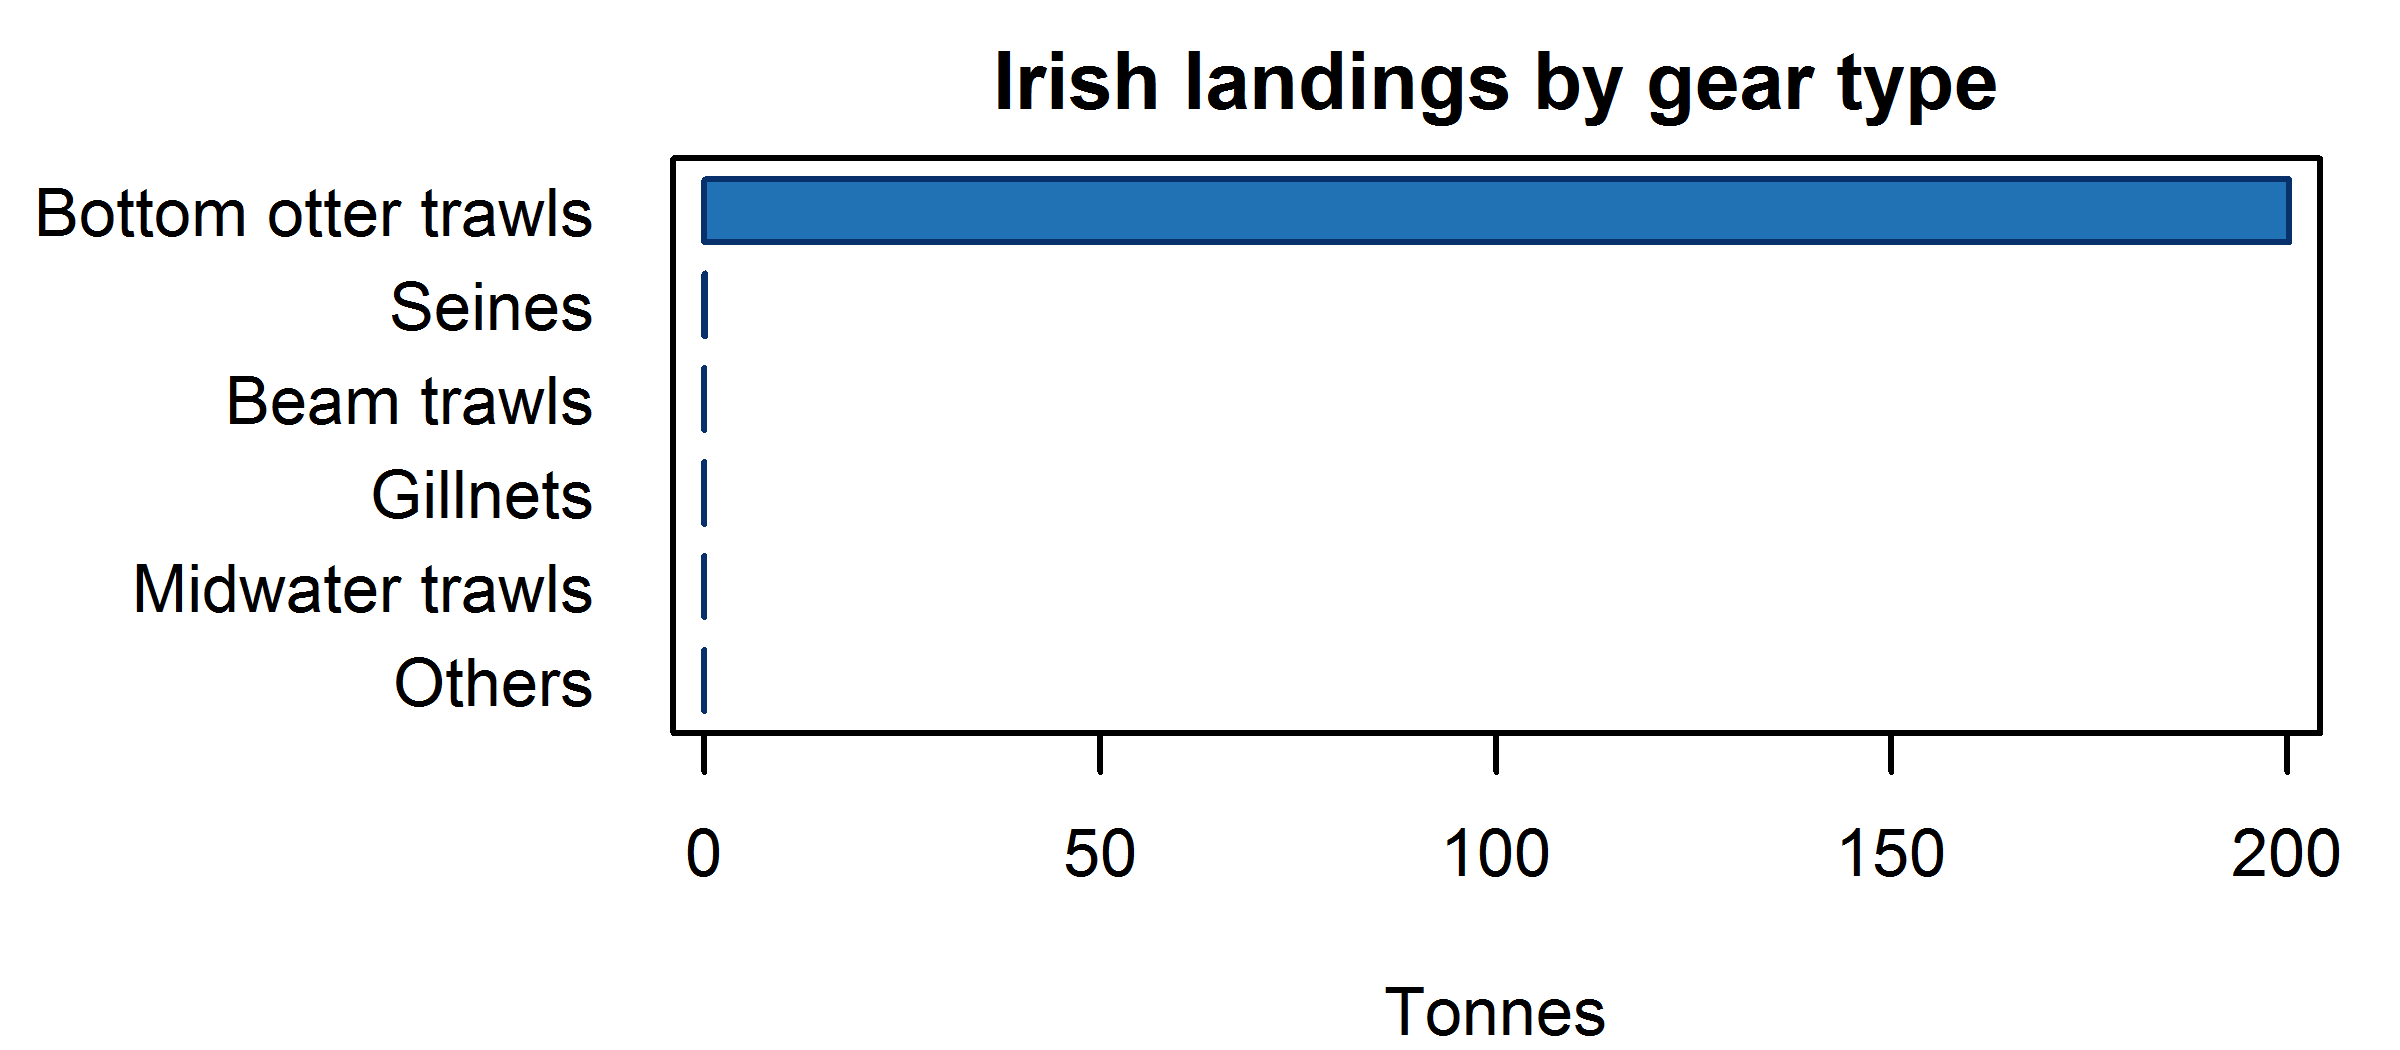 Irish landings by gear type
Bottom otter trawls
Seines
Beam trawls
Gillnets
Midwater trawls
Others
0 50 100 150 200
Tonnes